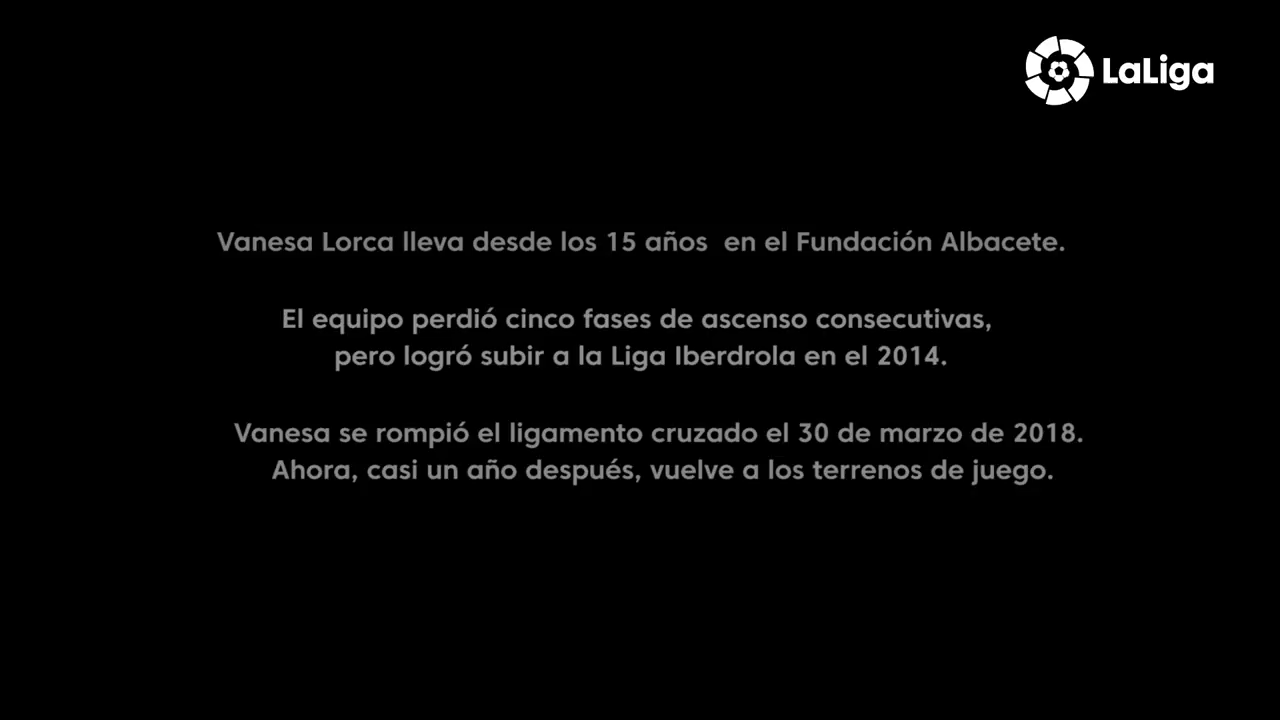 LaLiga
Vanesa Lorca lleva desde los 15 años  en el Fundación Albacete.
El equipo perdió cinco fases de ascenso consecutivas,
pero logró subir a la Liga Iberdrola en el 2014.
Vanesa se rompió el ligamento cruzado el 30 de marzo de 2018.
Ahora, casi un año después, vuelve a los terrenos de juego.